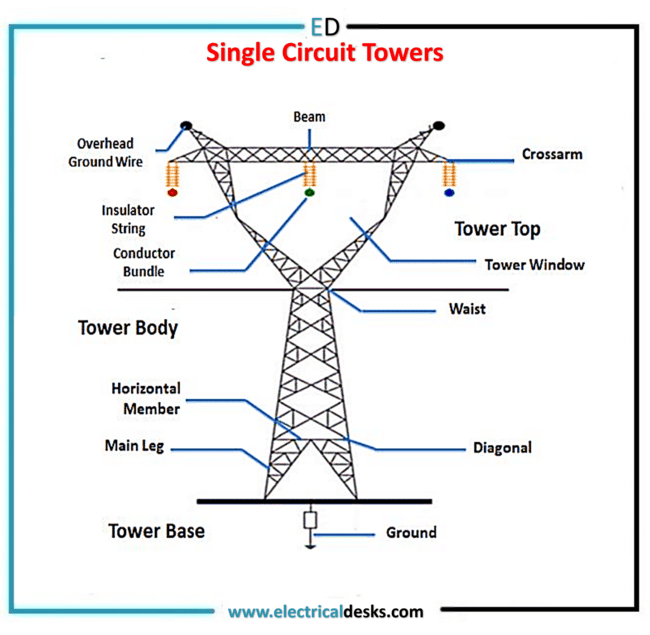 ED
Single Circuit Towers
Beam
Overhead
Ground Wire
Crossarm
Insulator
String
Tower Top
Conductor
Bundle
Tower Window
Waist
Tower Body
Horizontal
Member
Main Leg
Diagonal
Tower Base
Ground
www.electricaldesks.com